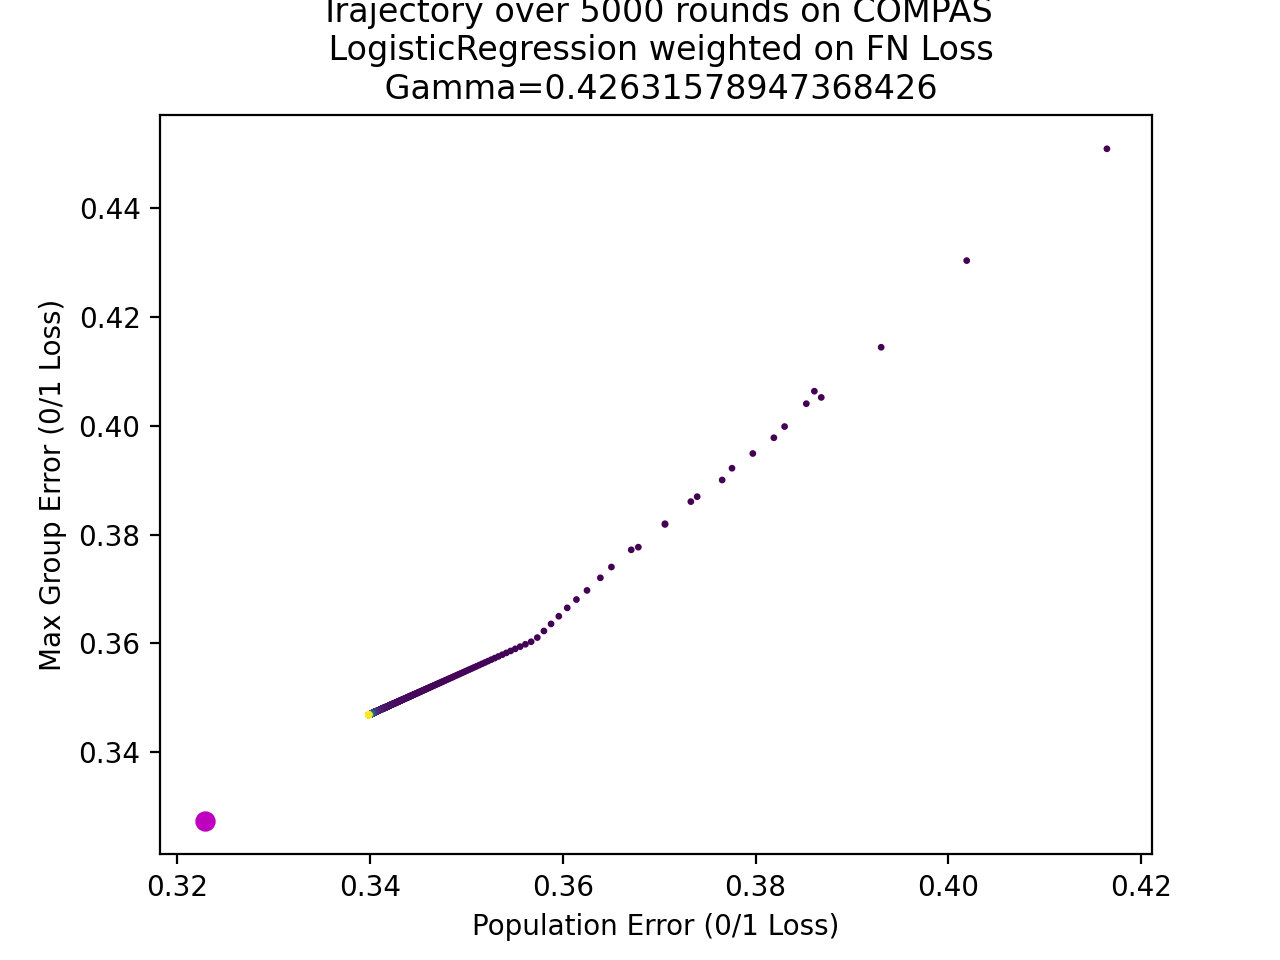 Trajectory over 5000 rounds on COMPAS
LogisticRegression weighted on FN Loss
Gamma=0.42631578947368426
Max Group Error (0/1 Loss)
0.44
0.42
0.40
0.38
0.36
0.34
0.32 0.34 0.36 0.38 0.40 0.42
Population Error (0/1 Loss)